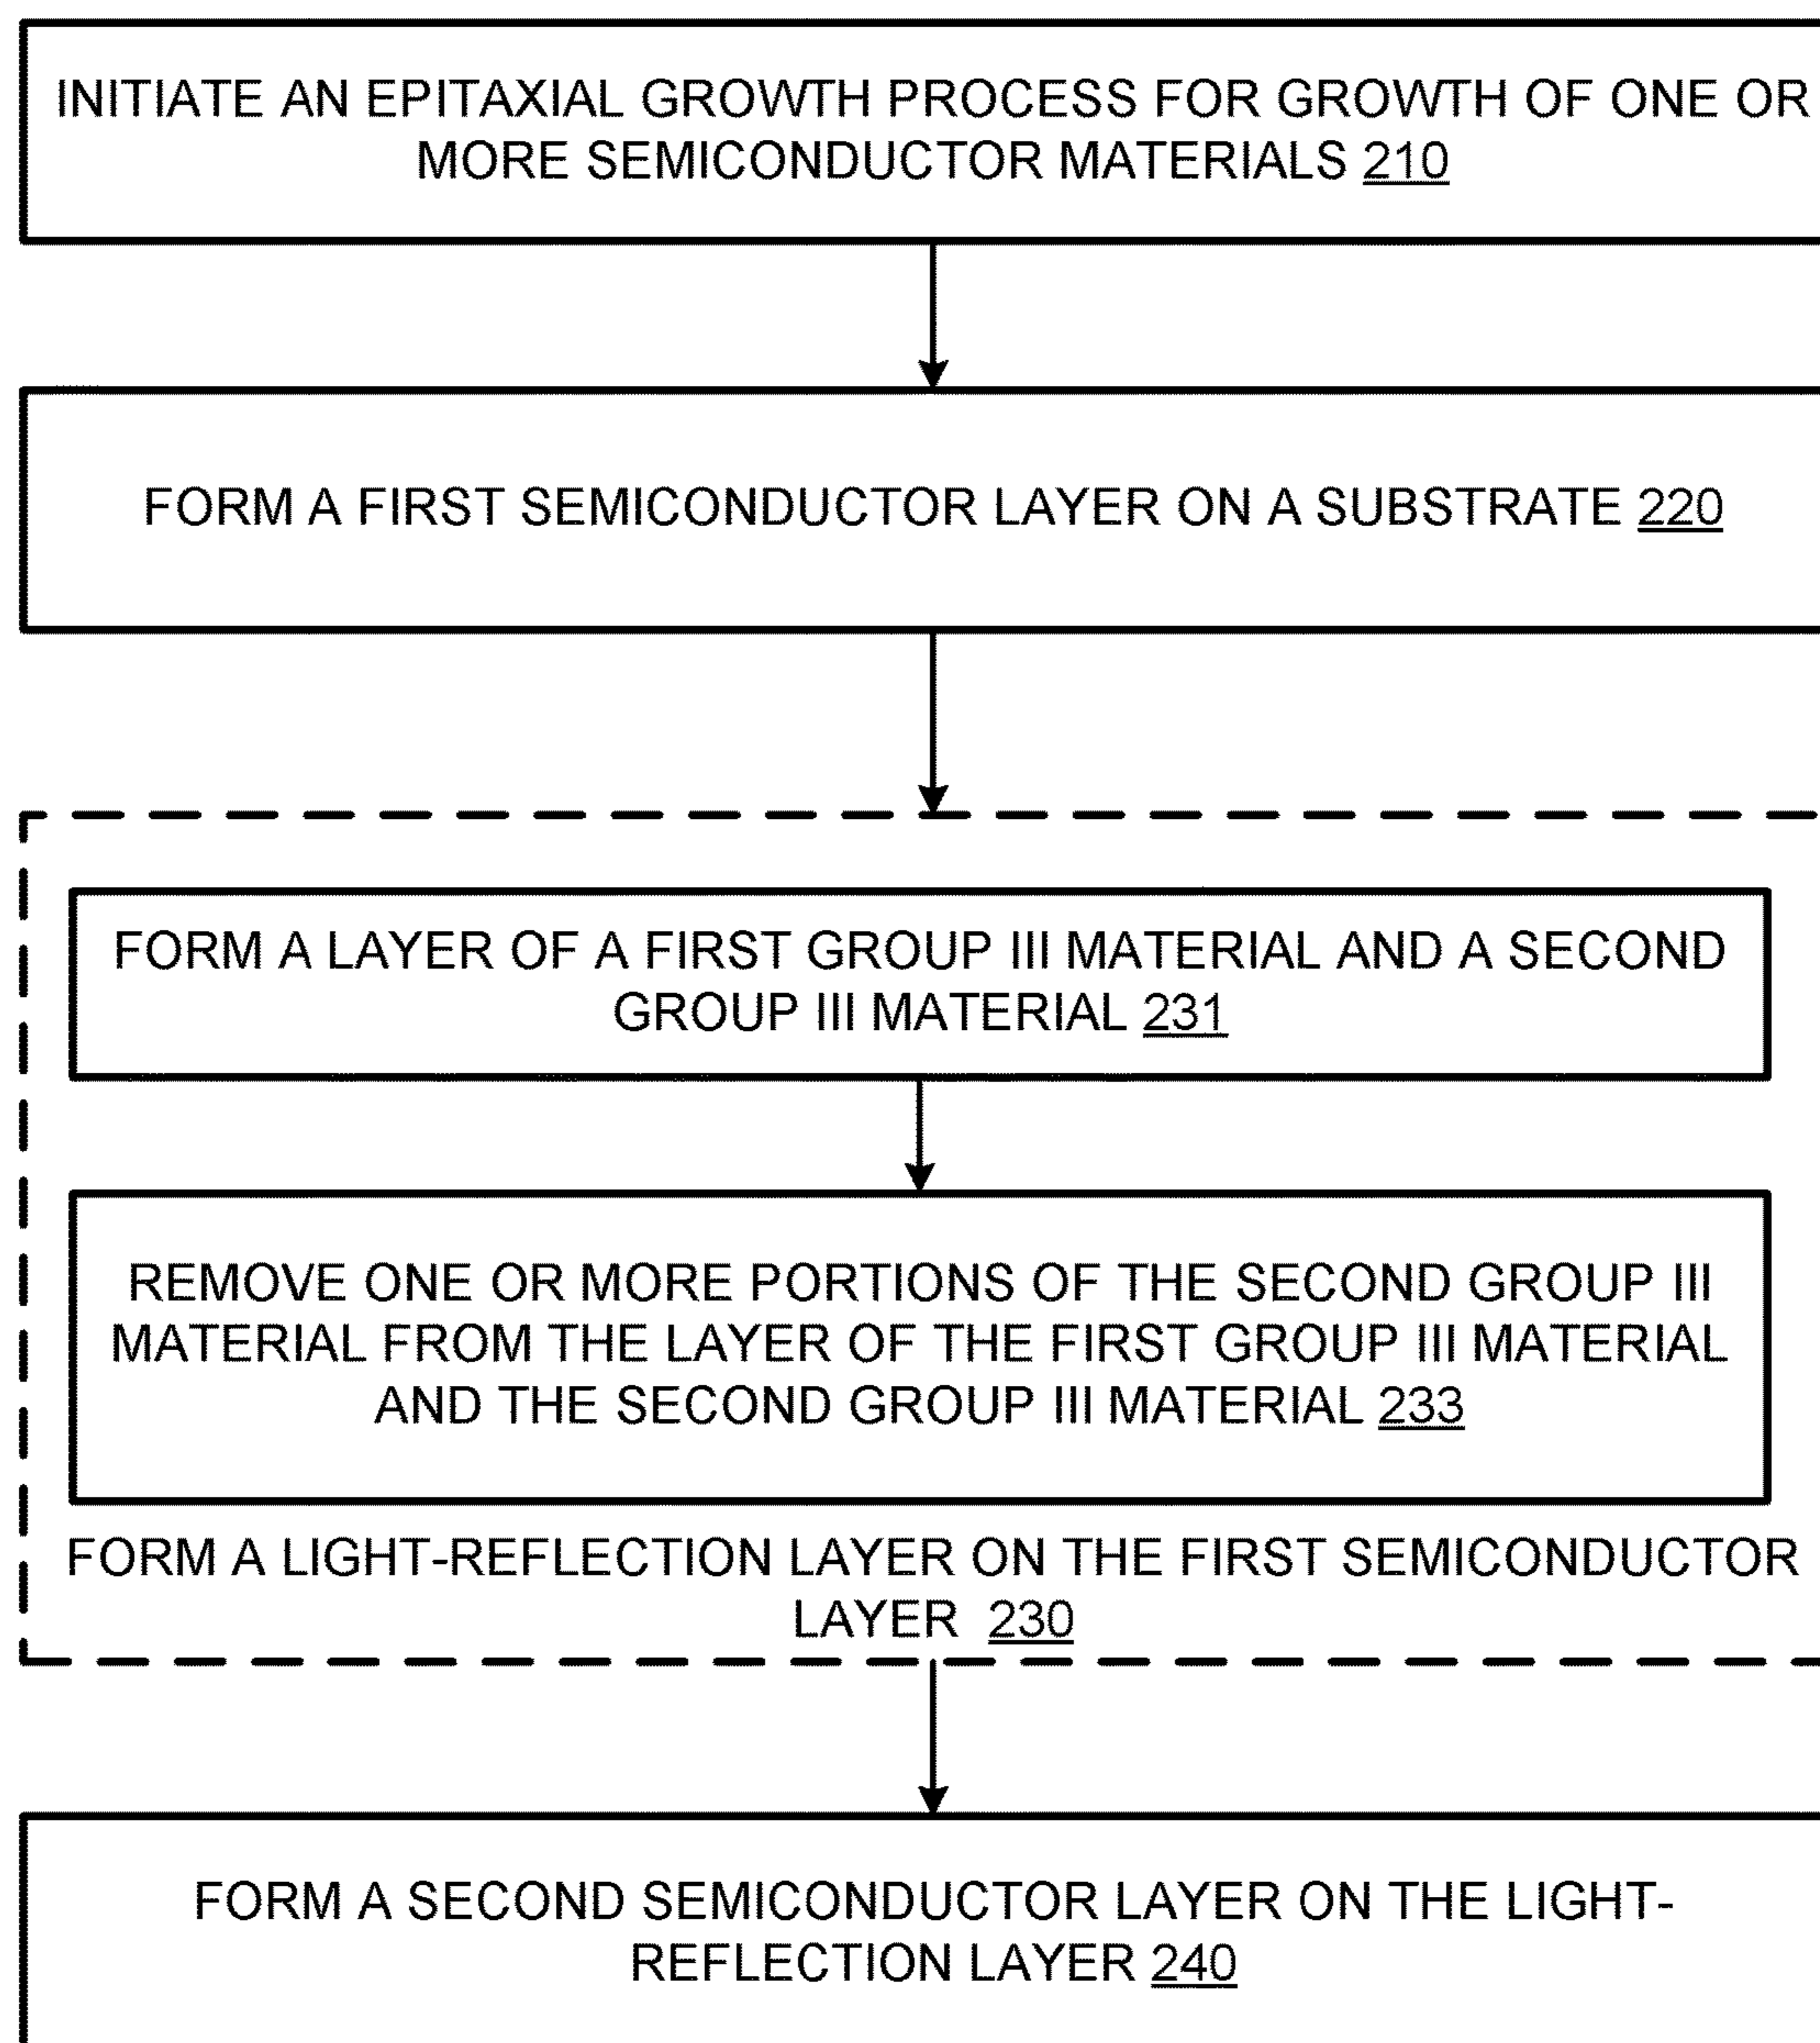 INITIATE AN EPITAXIAL GROWTH PROCESS FOR GROWTH OF ONE OR
MORE SEMICONDUCTOR MATERIALS 210
FORM A FIRST SEMICONDUCTOR LAYER ON A SUBSTRATE 220
FORM A LAYER OF A FIRST GROUP III MATERIAL AND A SECOND
GROUP III MATERIAL 231
REMOVE ONE OR MORE PORTIONS OF THE SECOND GROUP III
MATERIAL FROM THE LAYER OF THE FIRST GROUP III MATERIAL
AND THE SECOND GROUP III MATERIAL 233
FORM A LIGHT-REFLECTION LAYER ON THE FIRST SEMICONDUCTOR
LAYER 230
FORM A SECOND SEMICONDUCTOR LAYER ON THE LIGHT-
REFLECTION LAYER 240